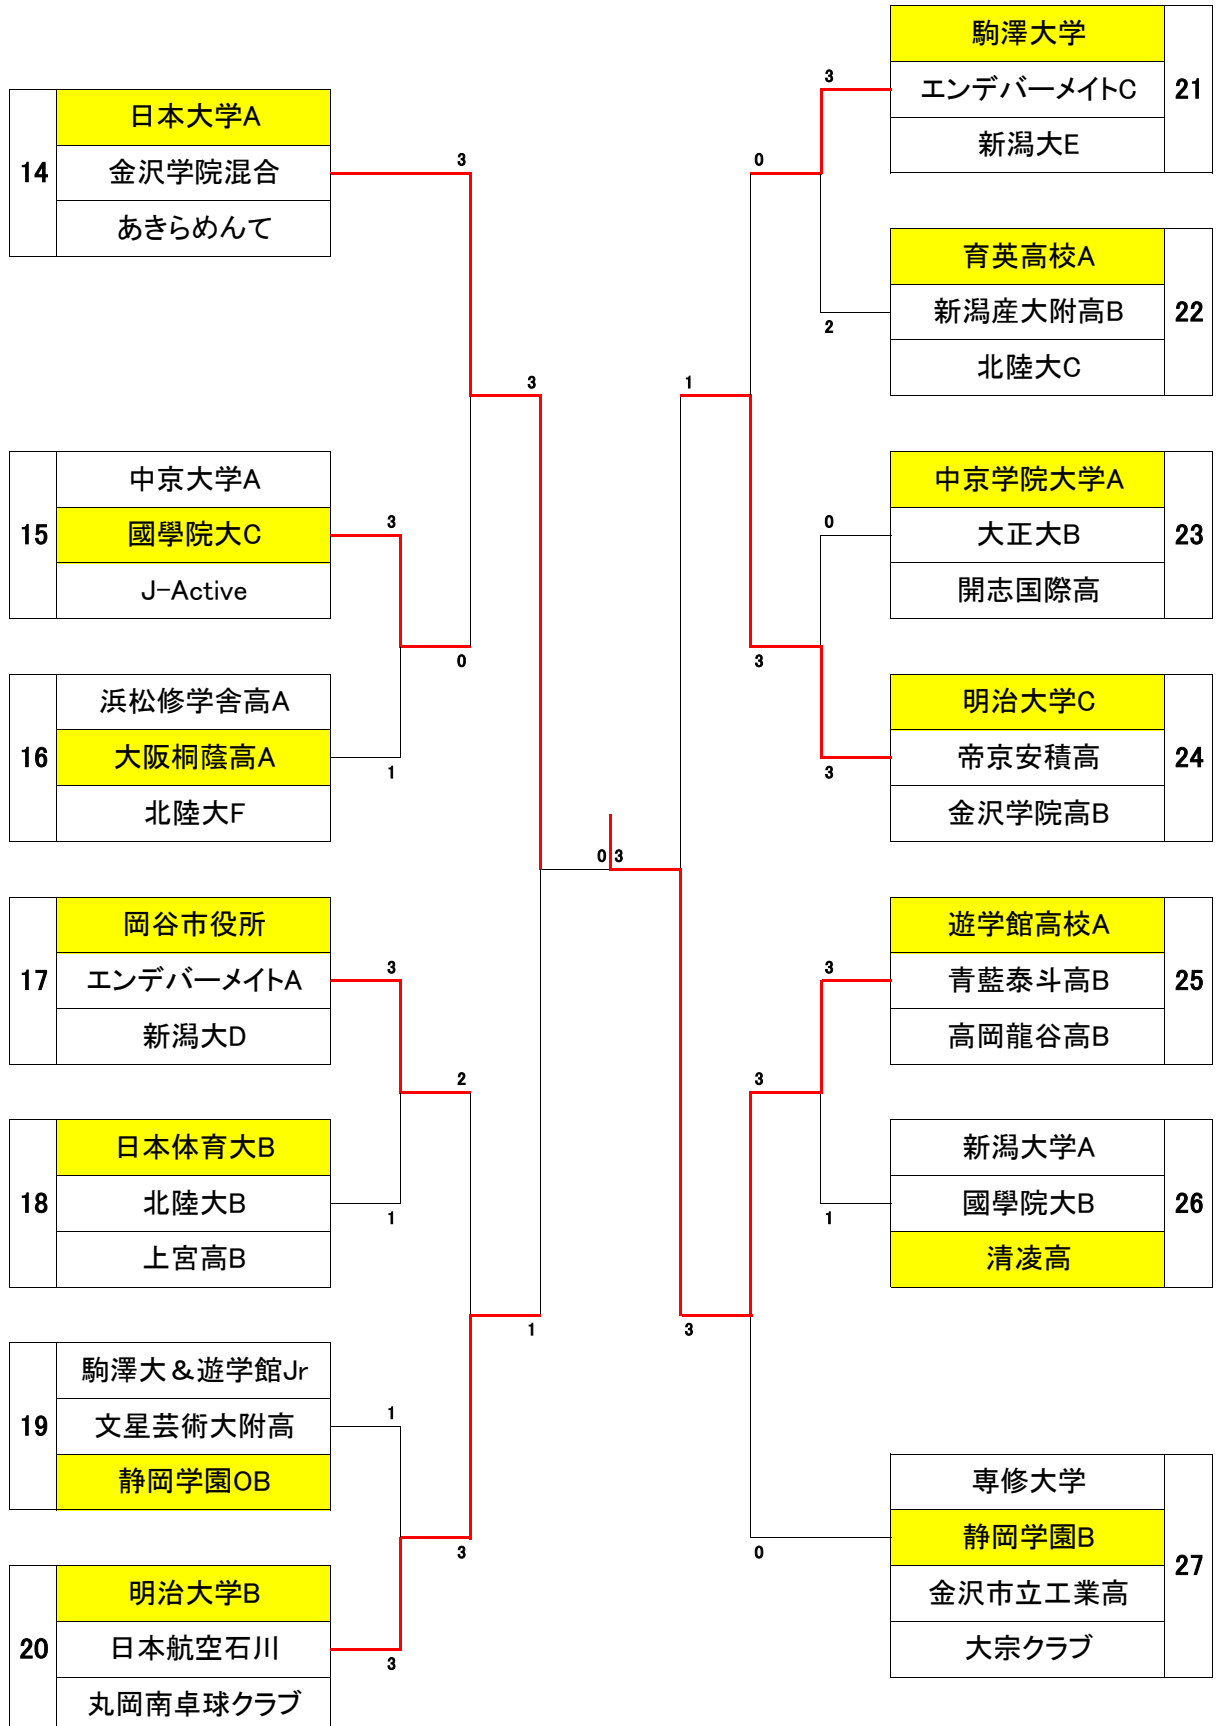 14
日本大学A
金沢学院混合
あきらめんて
3
15
中京大学A
國學院大C
J-Active
3
0
16
浜松修学舎高A
大阪桐蔭高A
北陸大F
1
3
17
岡谷市役所
エンデバーメイトA
新潟大D
3
2
18
日本体育大B
北陸大B
上宮高B
1
1
19
駒澤大＆遊学館Jr
文星芸術大附高
静岡学園OB
1
3
20
明治大学B
日本航空石川
丸岡南卓球クラブ
3
0 3
駒澤大学
エンデバーメイトC
新潟大E
21
3
0
育英高校A
新潟産大附高B
北陸大C
22
2
1
中京学院大学A
大正大B
開志国際高
23
0
3
明治大学C
帝京安積高
金沢学院高B
24
3
遊学館高校A
青藍泰斗高B
高岡龍谷高B
25
3
3
新潟大学A
國學院大B
清凌高
26
1
3
専修大学
静岡学園B
金沢市立工業高
大宗クラブ
27
0